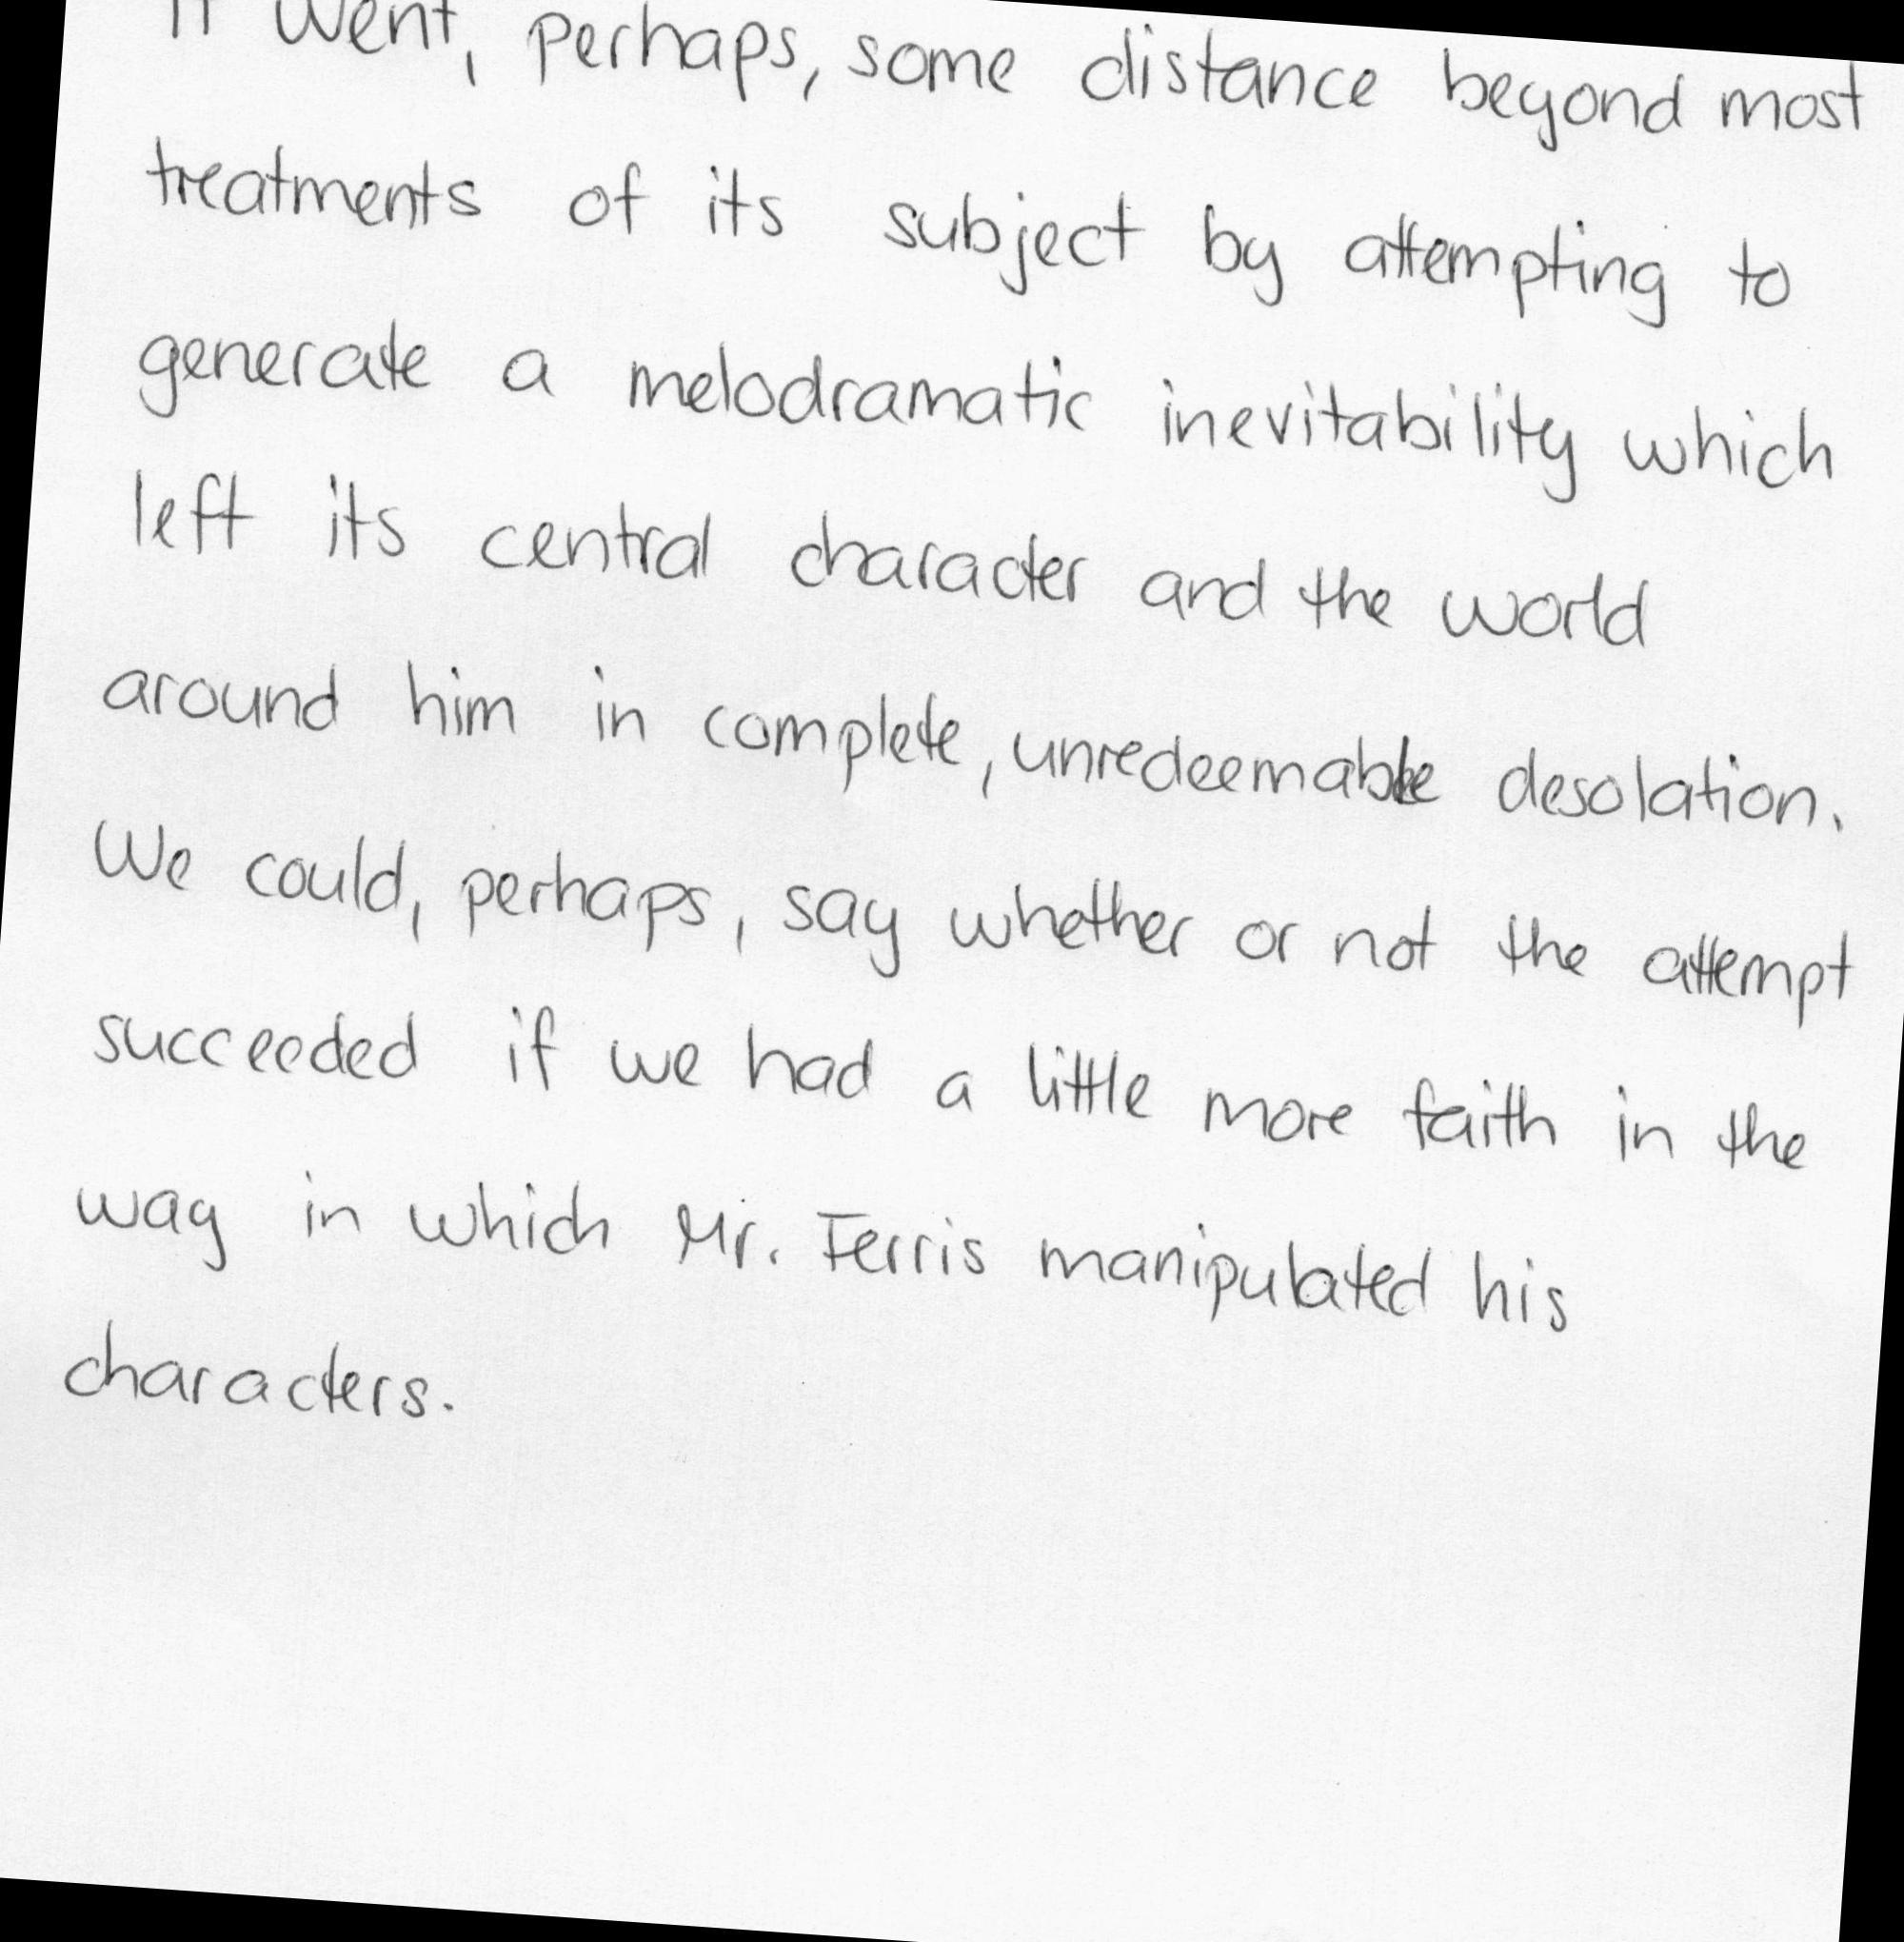 It went, perhaps, some distance beyond most
treatments of its subject by attempting to
generate a melodramatic inevitability which
left its central character and the world
around him in complete, unredeemable desolation.
We could, perhaps, say whether or not the attempt
succeeded if we had a little more faith in the
way in which Mr. Ferris manipulated his
characters.